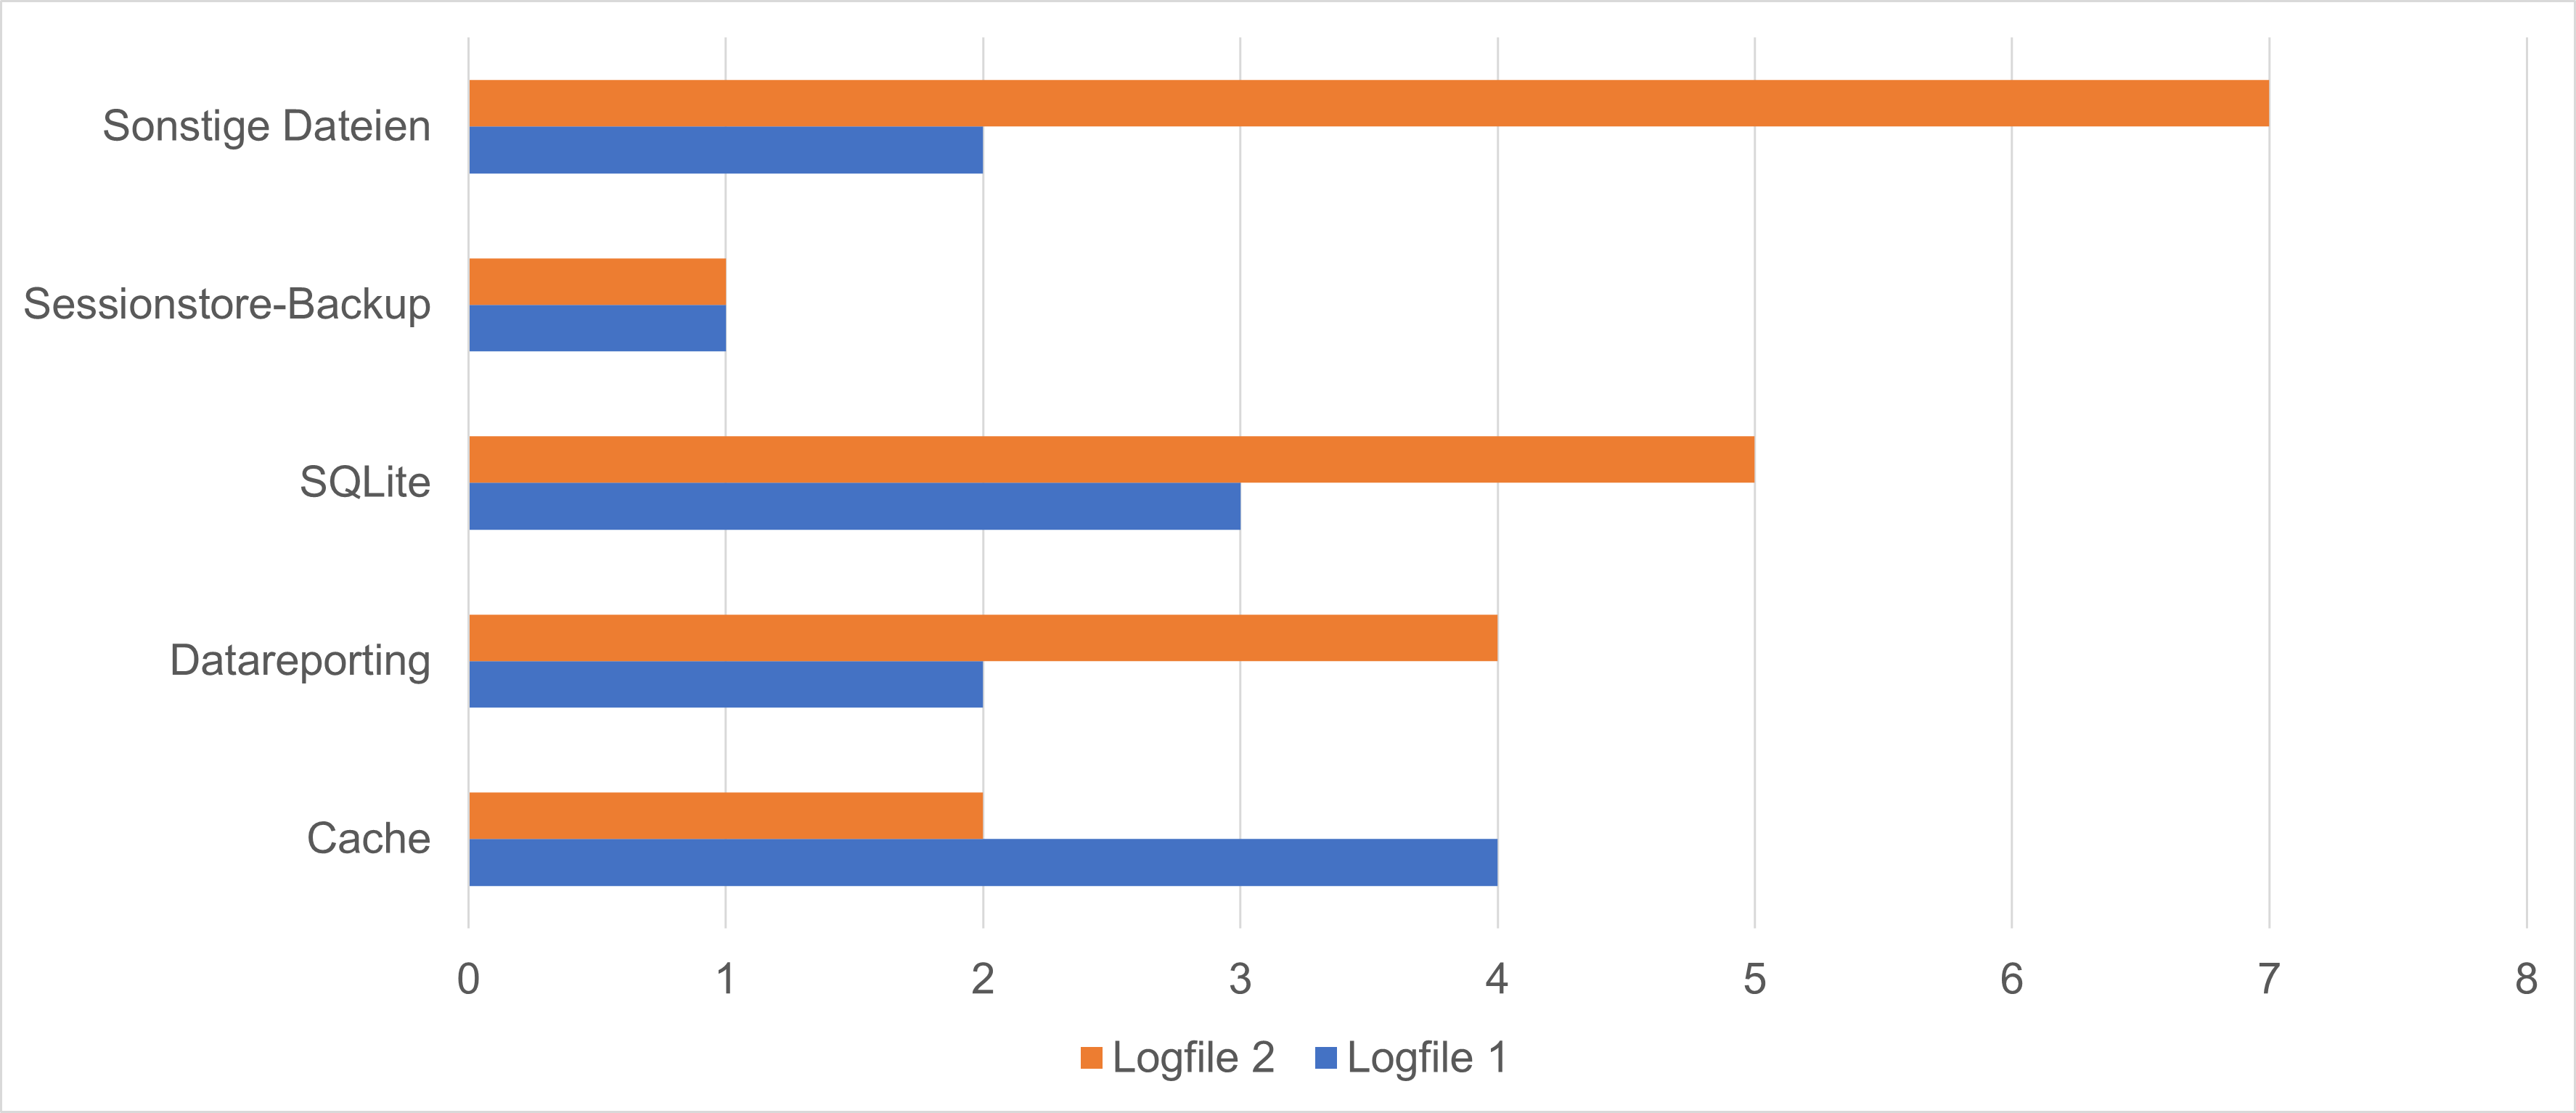 Sonstige Dateien
Sessionstore-Backup
SQLite
Datareporting
Cache
0 1 2 3 4 5 6 7 8
Logfile 2 Logfile 1